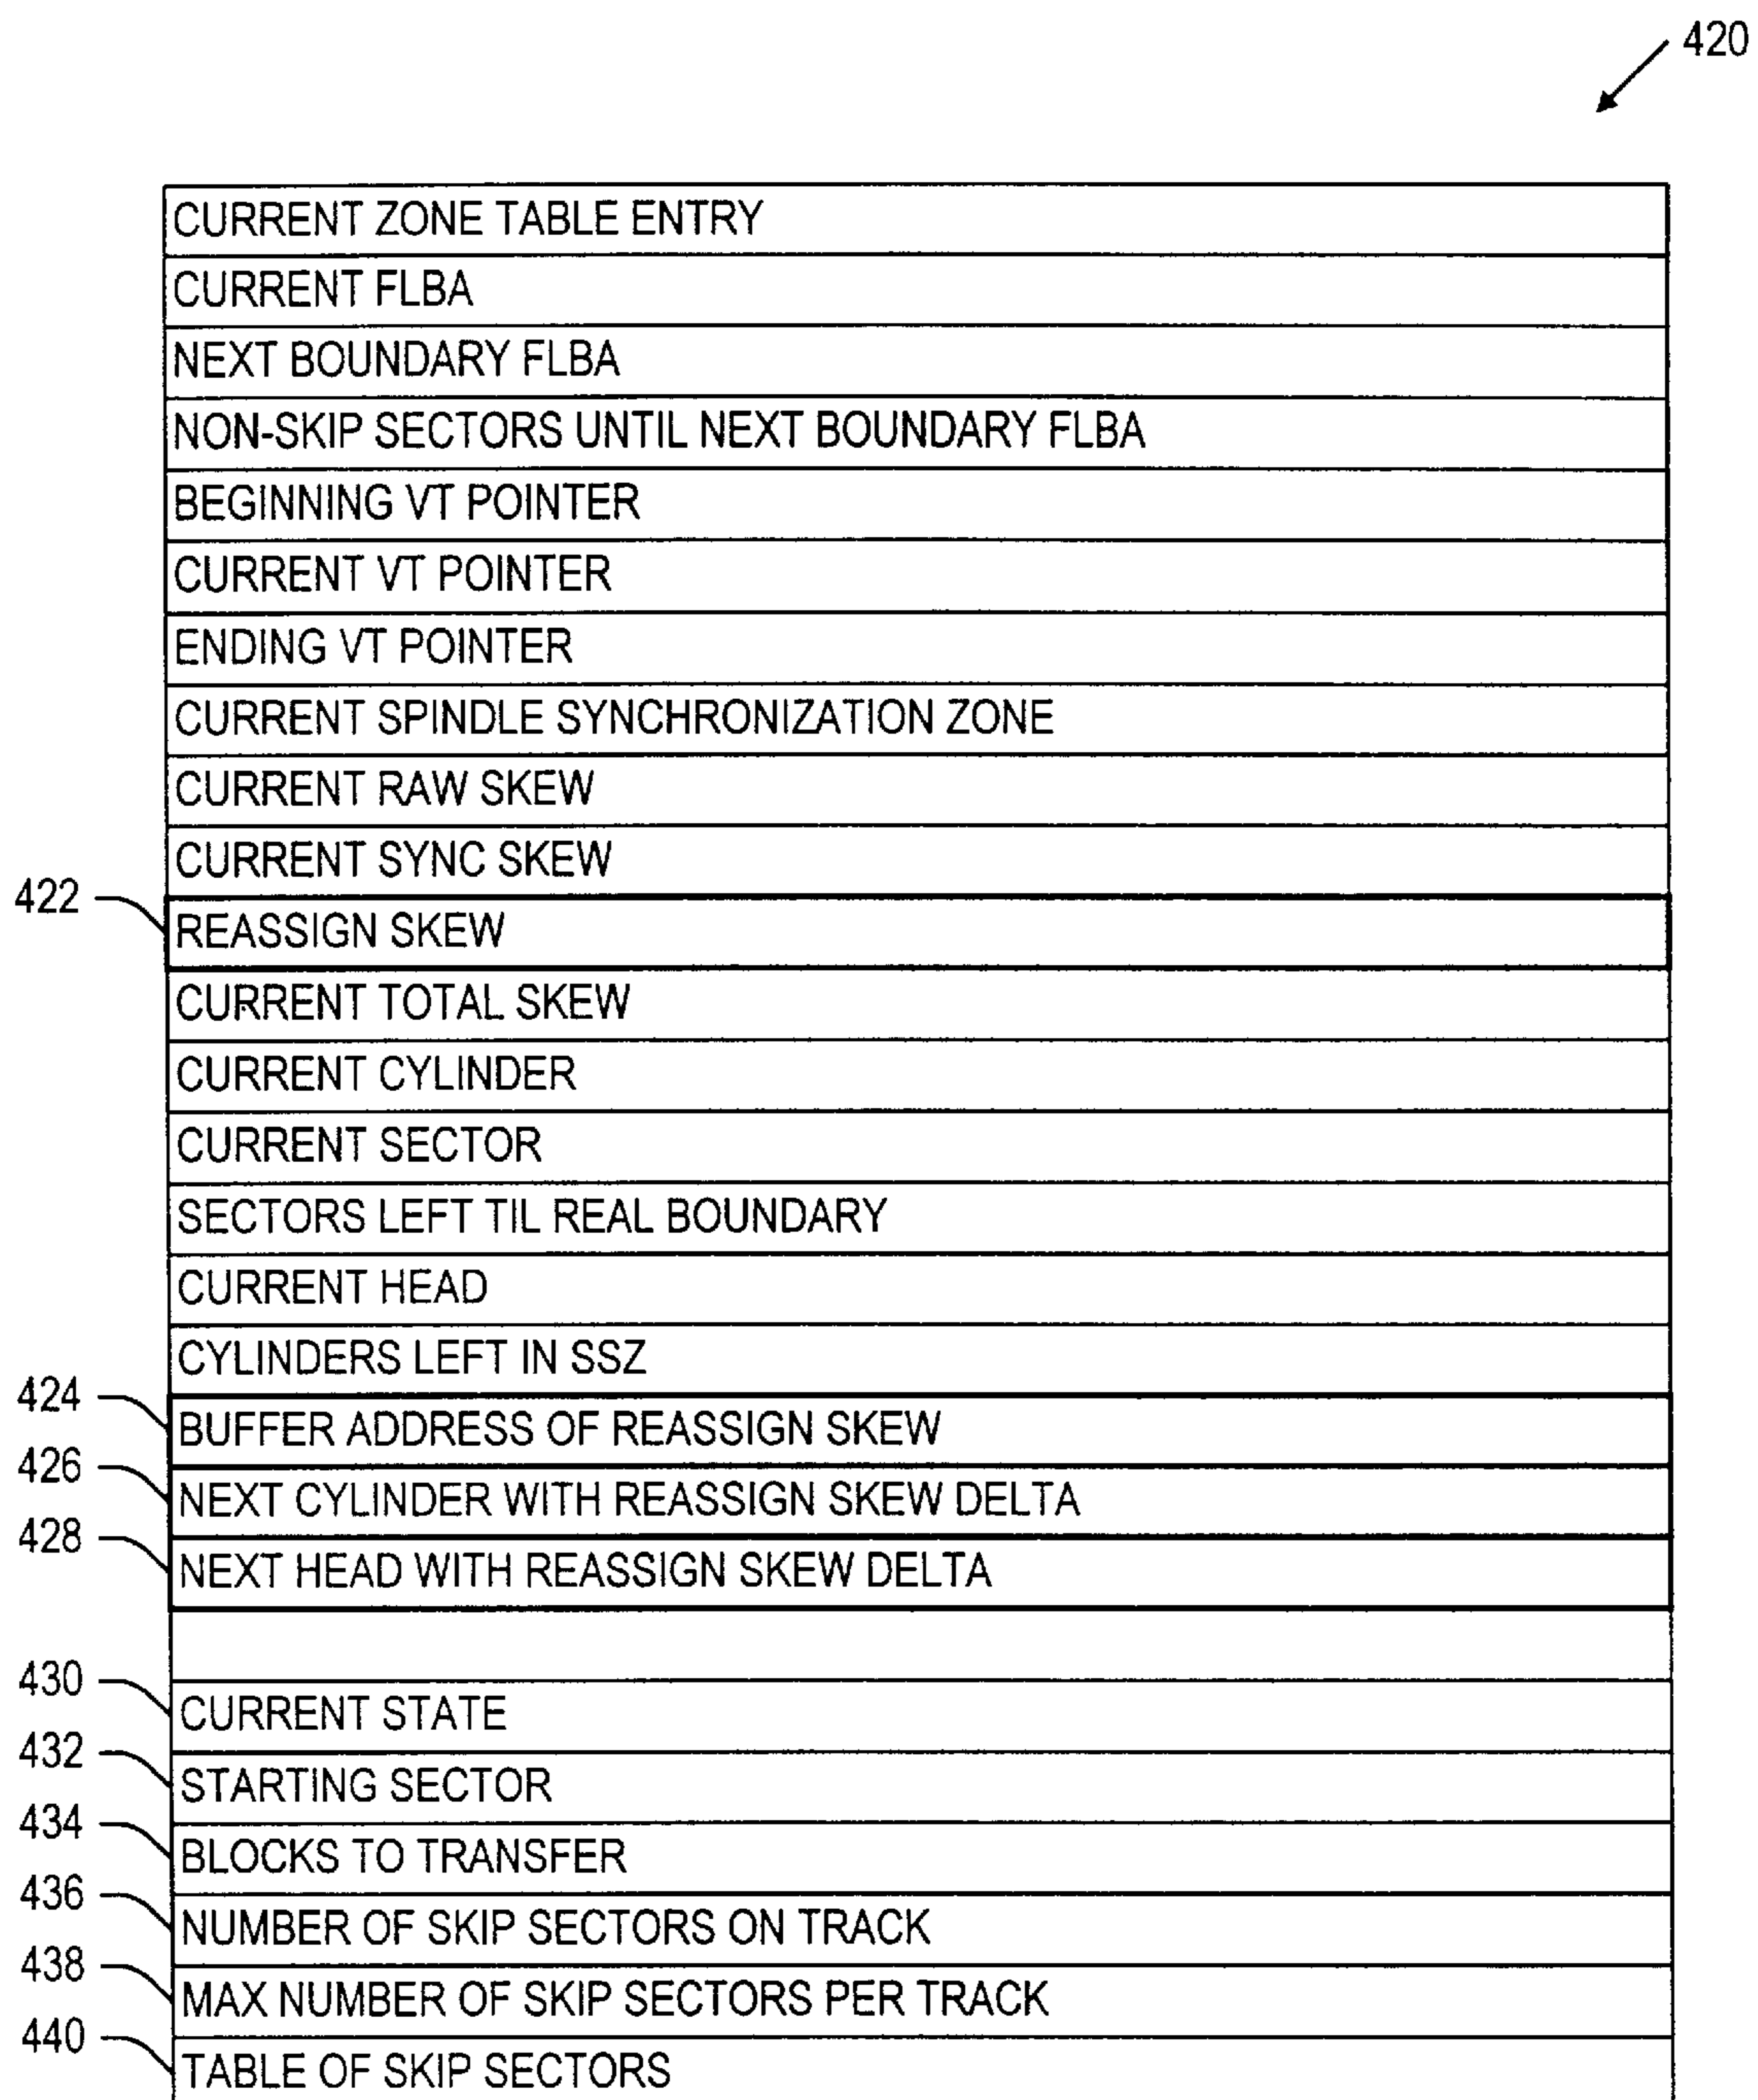 420
CURRENT ZONE TABLE ENTRY
CURRENT FLBA
NEXT BOUNDARY FLBA
NON-SKIP SECTORS UNTIL NEXT BOUNDARY FLBA
BEGINNING VT POINTER
CURRENT VT POINTER
ENDING VT POINTER
CURRENT SPINDLE SYNCHRONIZATION ZONE
CURRENT RAW SKEW
CURRENT SYNC SKEW
422 REASSIGN SKEW
CURRENT TOTAL SKEW
CURRENT CYLINDER
CURRENT SECTOR
SECTORS LEFT TIL REAL BOUNDARY
CURRENT HEAD
CYLINDERS LEFT IN SSZ
424 BUFFER ADDRESS OF REASSIGN SKEW
426 NEXT CYLINDER WITH REASSIGN SKEW DELTA
428 NEXT HEAD WITH REASSIGN SKEW DELTA
430 CURRENT STATE
432 STARTING SECTOR
434 BLOCKS TO TRANSFER
436 NUMBER OF SKIP SECTORS ON TRACK
438 MAX NUMBER OF SKIP SECTORS PER TRACK
440 TABLE OF SKIP SECTORS